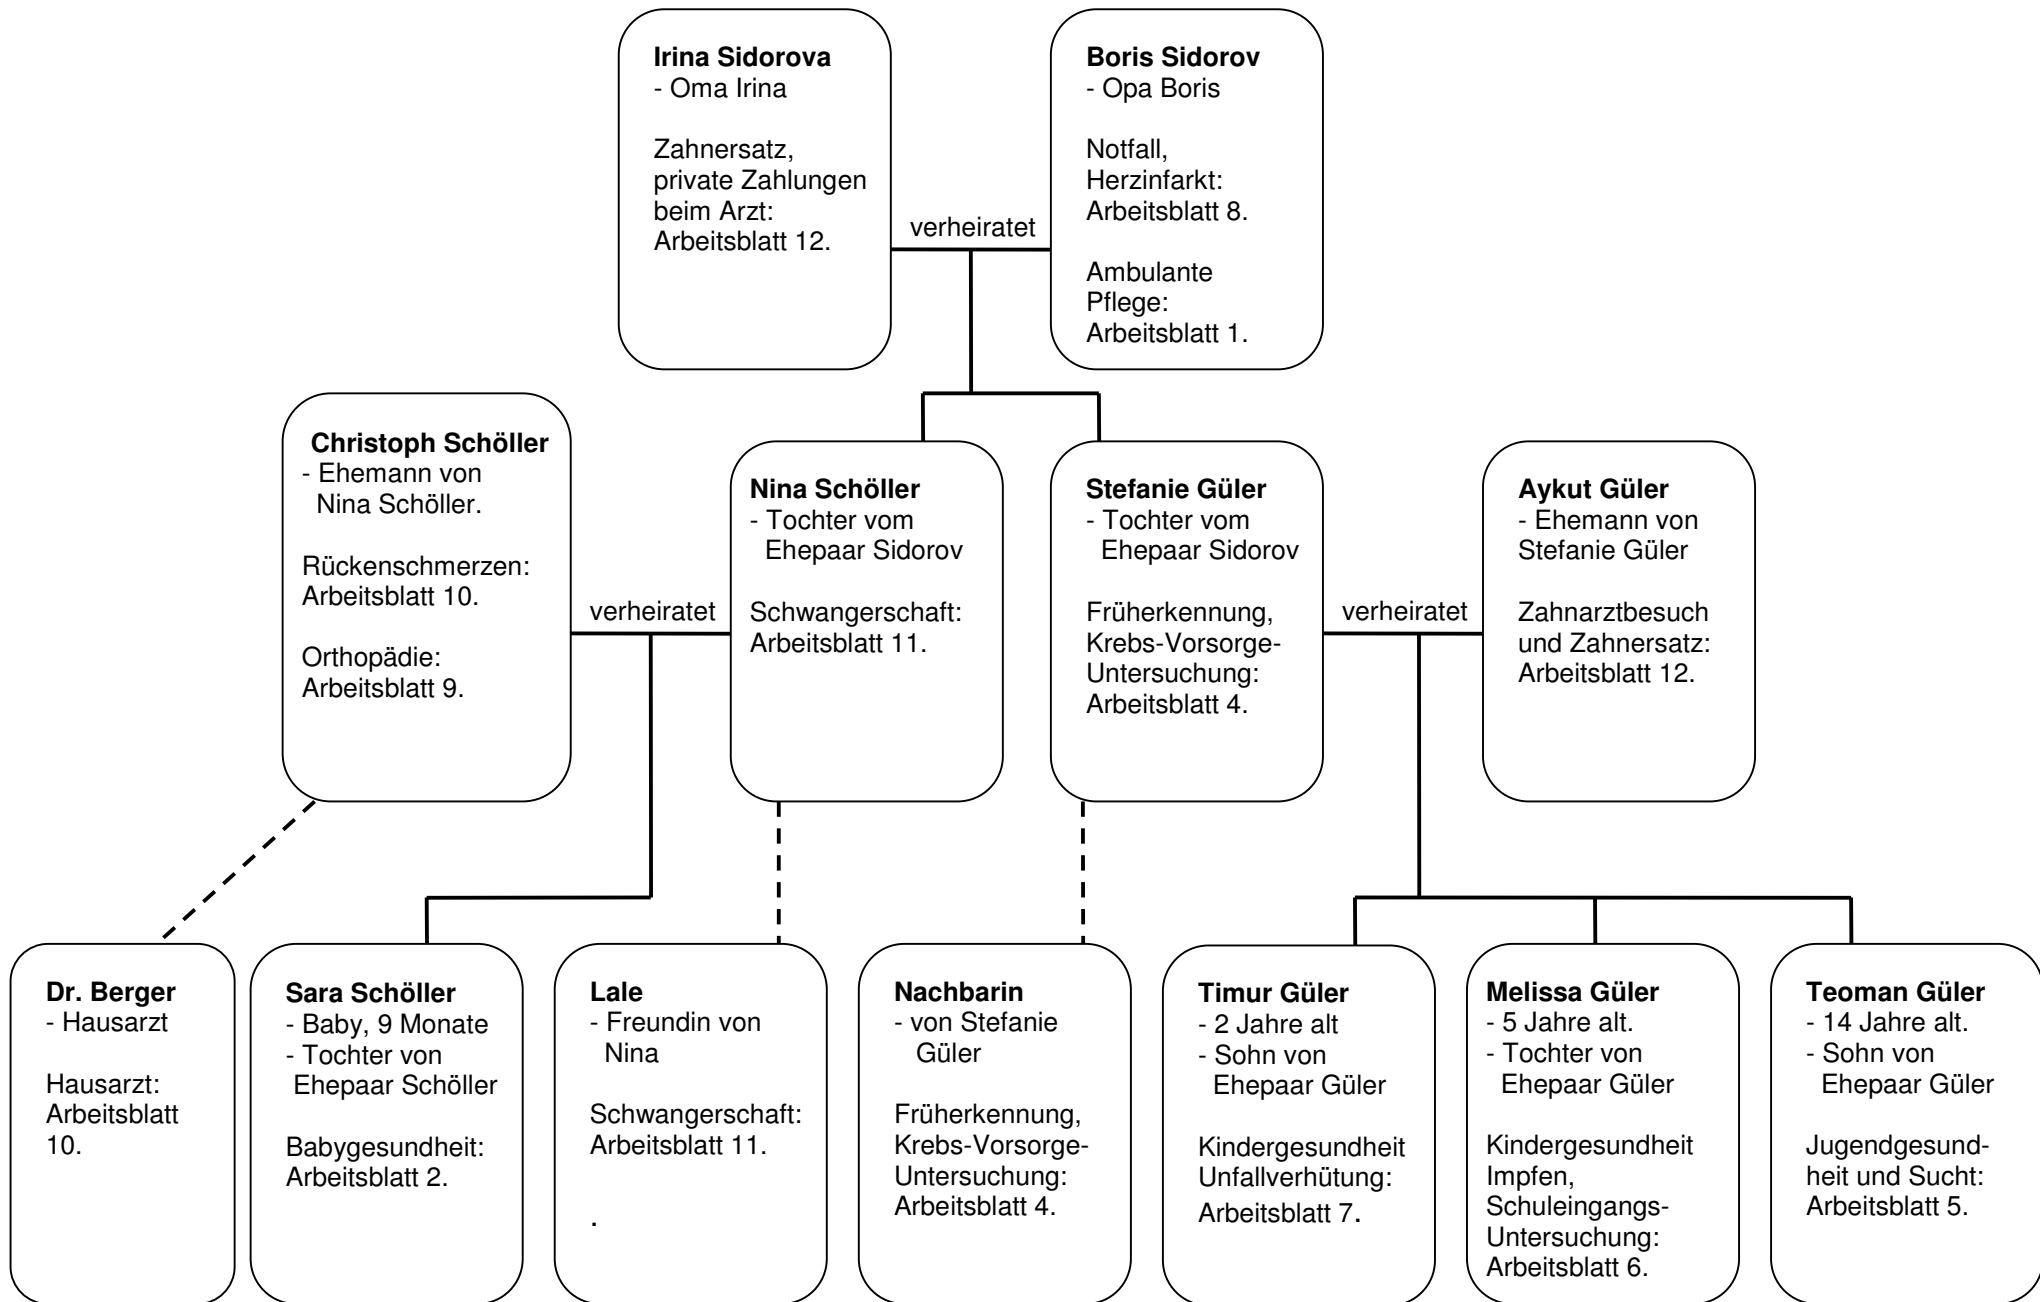 Irina Sidorova
- Oma Irina
Zahnersatz,
private Zahlungen
beim Arzt:
Arbeitsblatt 12.
verheiratet
Boris Sidorov
- Opa Boris
Notfall,
Herzinfarkt:
Arbeitsblatt 8.
Ambulante
Pflege:
Arbeitsblatt 1.
Christoph Schöller
- Ehemann von
Nina Schöller.
Rückenschmerzen:
Arbeitsblatt 10.
Orthopädie:
Arbeitsblatt 9.
verheiratet
Nina Schöller
- Tochter vom
Ehepaar Sidorov
Schwangerschaft:
Arbeitsblatt 11.
Stefanie Güler
- Tochter vom
Ehepaar Sidorov
Früherkennung,
Krebs-Vorsorge-
Untersuchung:
Arbeitsblatt 4.
verheiratet
Aykut Güler
- Ehemann von
Stefanie Güler
Zahnarztbesuch
und Zahnersatz:
Arbeitsblatt 12.
Dr. Berger
- Hausarzt
Hausarzt:
Arbeitsblatt
10.
Sara Schöller
- Baby, 9 Monate
- Tochter von
Ehepaar Schöller
Babygesundheit:
Arbeitsblatt 2.
Lale
- Freundin von
Nina
Schwangerschaft:
Arbeitsblatt 11.
.
Nachbarin
- von Stefanie
Güler
Früherkennung,
Krebs-Vorsorge-
Untersuchung:
Arbeitsblatt 4.
Timur Güler
- 2 Jahre alt
- Sohn von
Ehepaar Güler
Kindergesundheit
Unfallverhütung:
Arbeitsblatt 7.
Melissa Güler
- 5 Jahre alt.
- Tochter von
Ehepaar Güler
Kindergesundheit
Impfen,
Schuleingangs-
Untersuchung:
Arbeitsblatt 6.
Teoman Güler
- 14 Jahre alt.
- Sohn von
Ehepaar Güler
Jugendgesund-
heit und Sucht:
Arbeitsblatt 5.